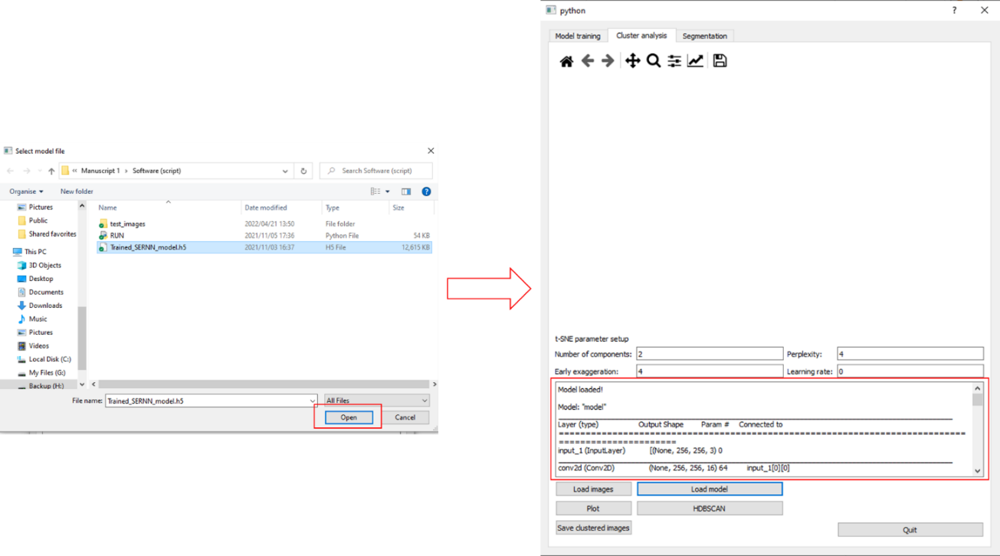 Select model file
« Manuscript 1 › Software (script)
Search Software (script)
Organise
New folder
?
Pictures
Public
Shared favorites
This PC
3D Objects
Desktop
Documents
Downloads
Music
Pictures
Videos
Local Disk (C:)
My Files (G:)
Backup (H:)
Name Date modified Type Size
test_images 2022/04/21 13:50 File folder
RUN 2021/11/05 17:36 Python File 54 KB
Trained_SERNN_model.h5 2021/11/03 16:37 H5 File 12,615 KB
File name: Trained_SERNN_model.h5 All Files
Open Cancel
python ?
Model training Cluster analysis Segmentation
t-SNE parameter setup
Number of components: 2 Perplexity: 4
Early exaggeration: 4 Learning rate: 0
Model loaded!
Model: "model"
Layer (type) Output Shape Param # Connected to
input_1 (InputLayer) [(None, 256, 256, 3) 0
conv2d (Conv2D) (None, 256, 256, 16) 64 input_1[0][0]
Load images Load model
Plot HDBSCAN
Save clustered images Quit